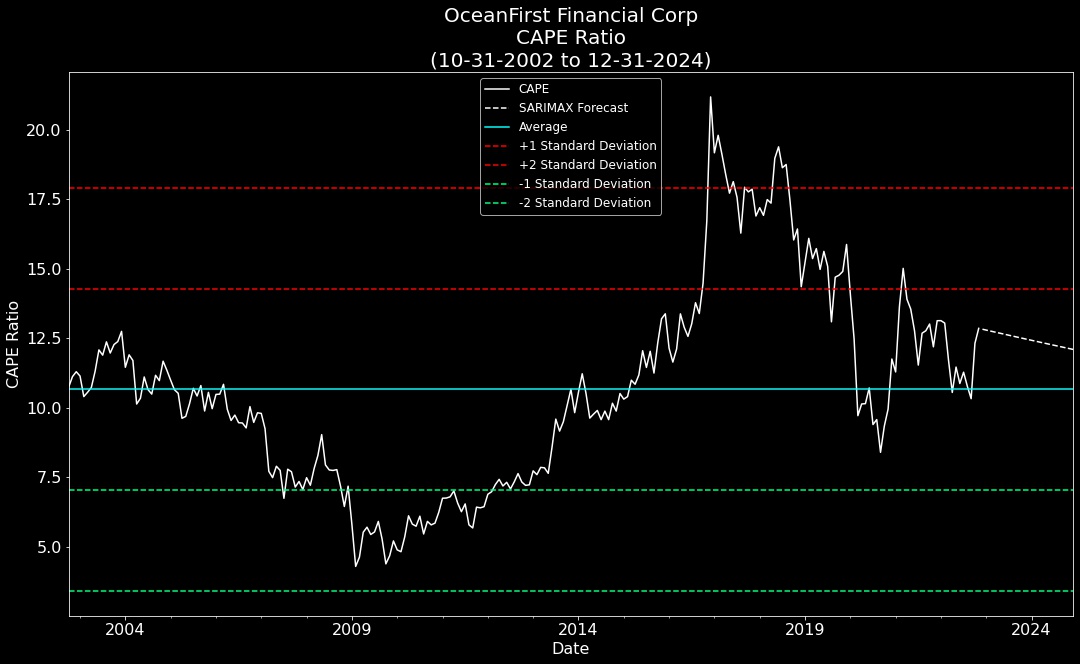 OceanFirst Financial Corp
CAPE Ratio
(10-31-2002 to 12-31-2024)
CAPE
SARIMAX Forecast
Average
+1 Standard Deviation
+2 Standard Deviation
-1 Standard Deviation
-2 Standard Deviation
CAPE Ratio
20.0
17.5
15.0
12.5
10.0
7.5
5.0
2004
2009
2014
2019
2024
Date